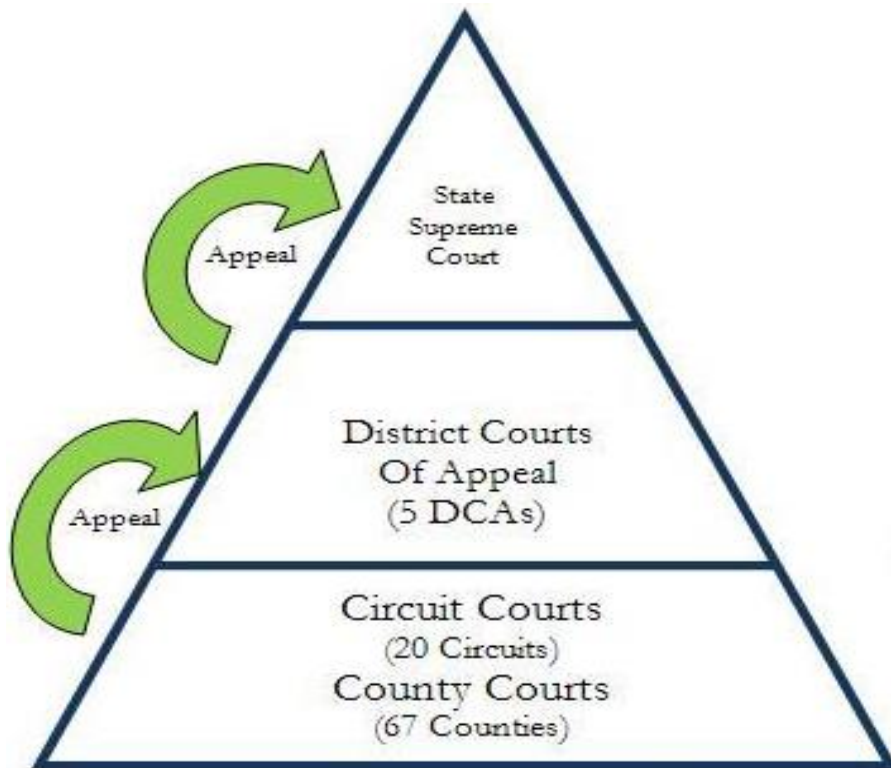 State
Supreme
Court
Appeal
District Courts
Of Appeal
(5 DCAs)
Appeal
Circuit Courts
(20 Circuits)
County Courts
(67 Counties)